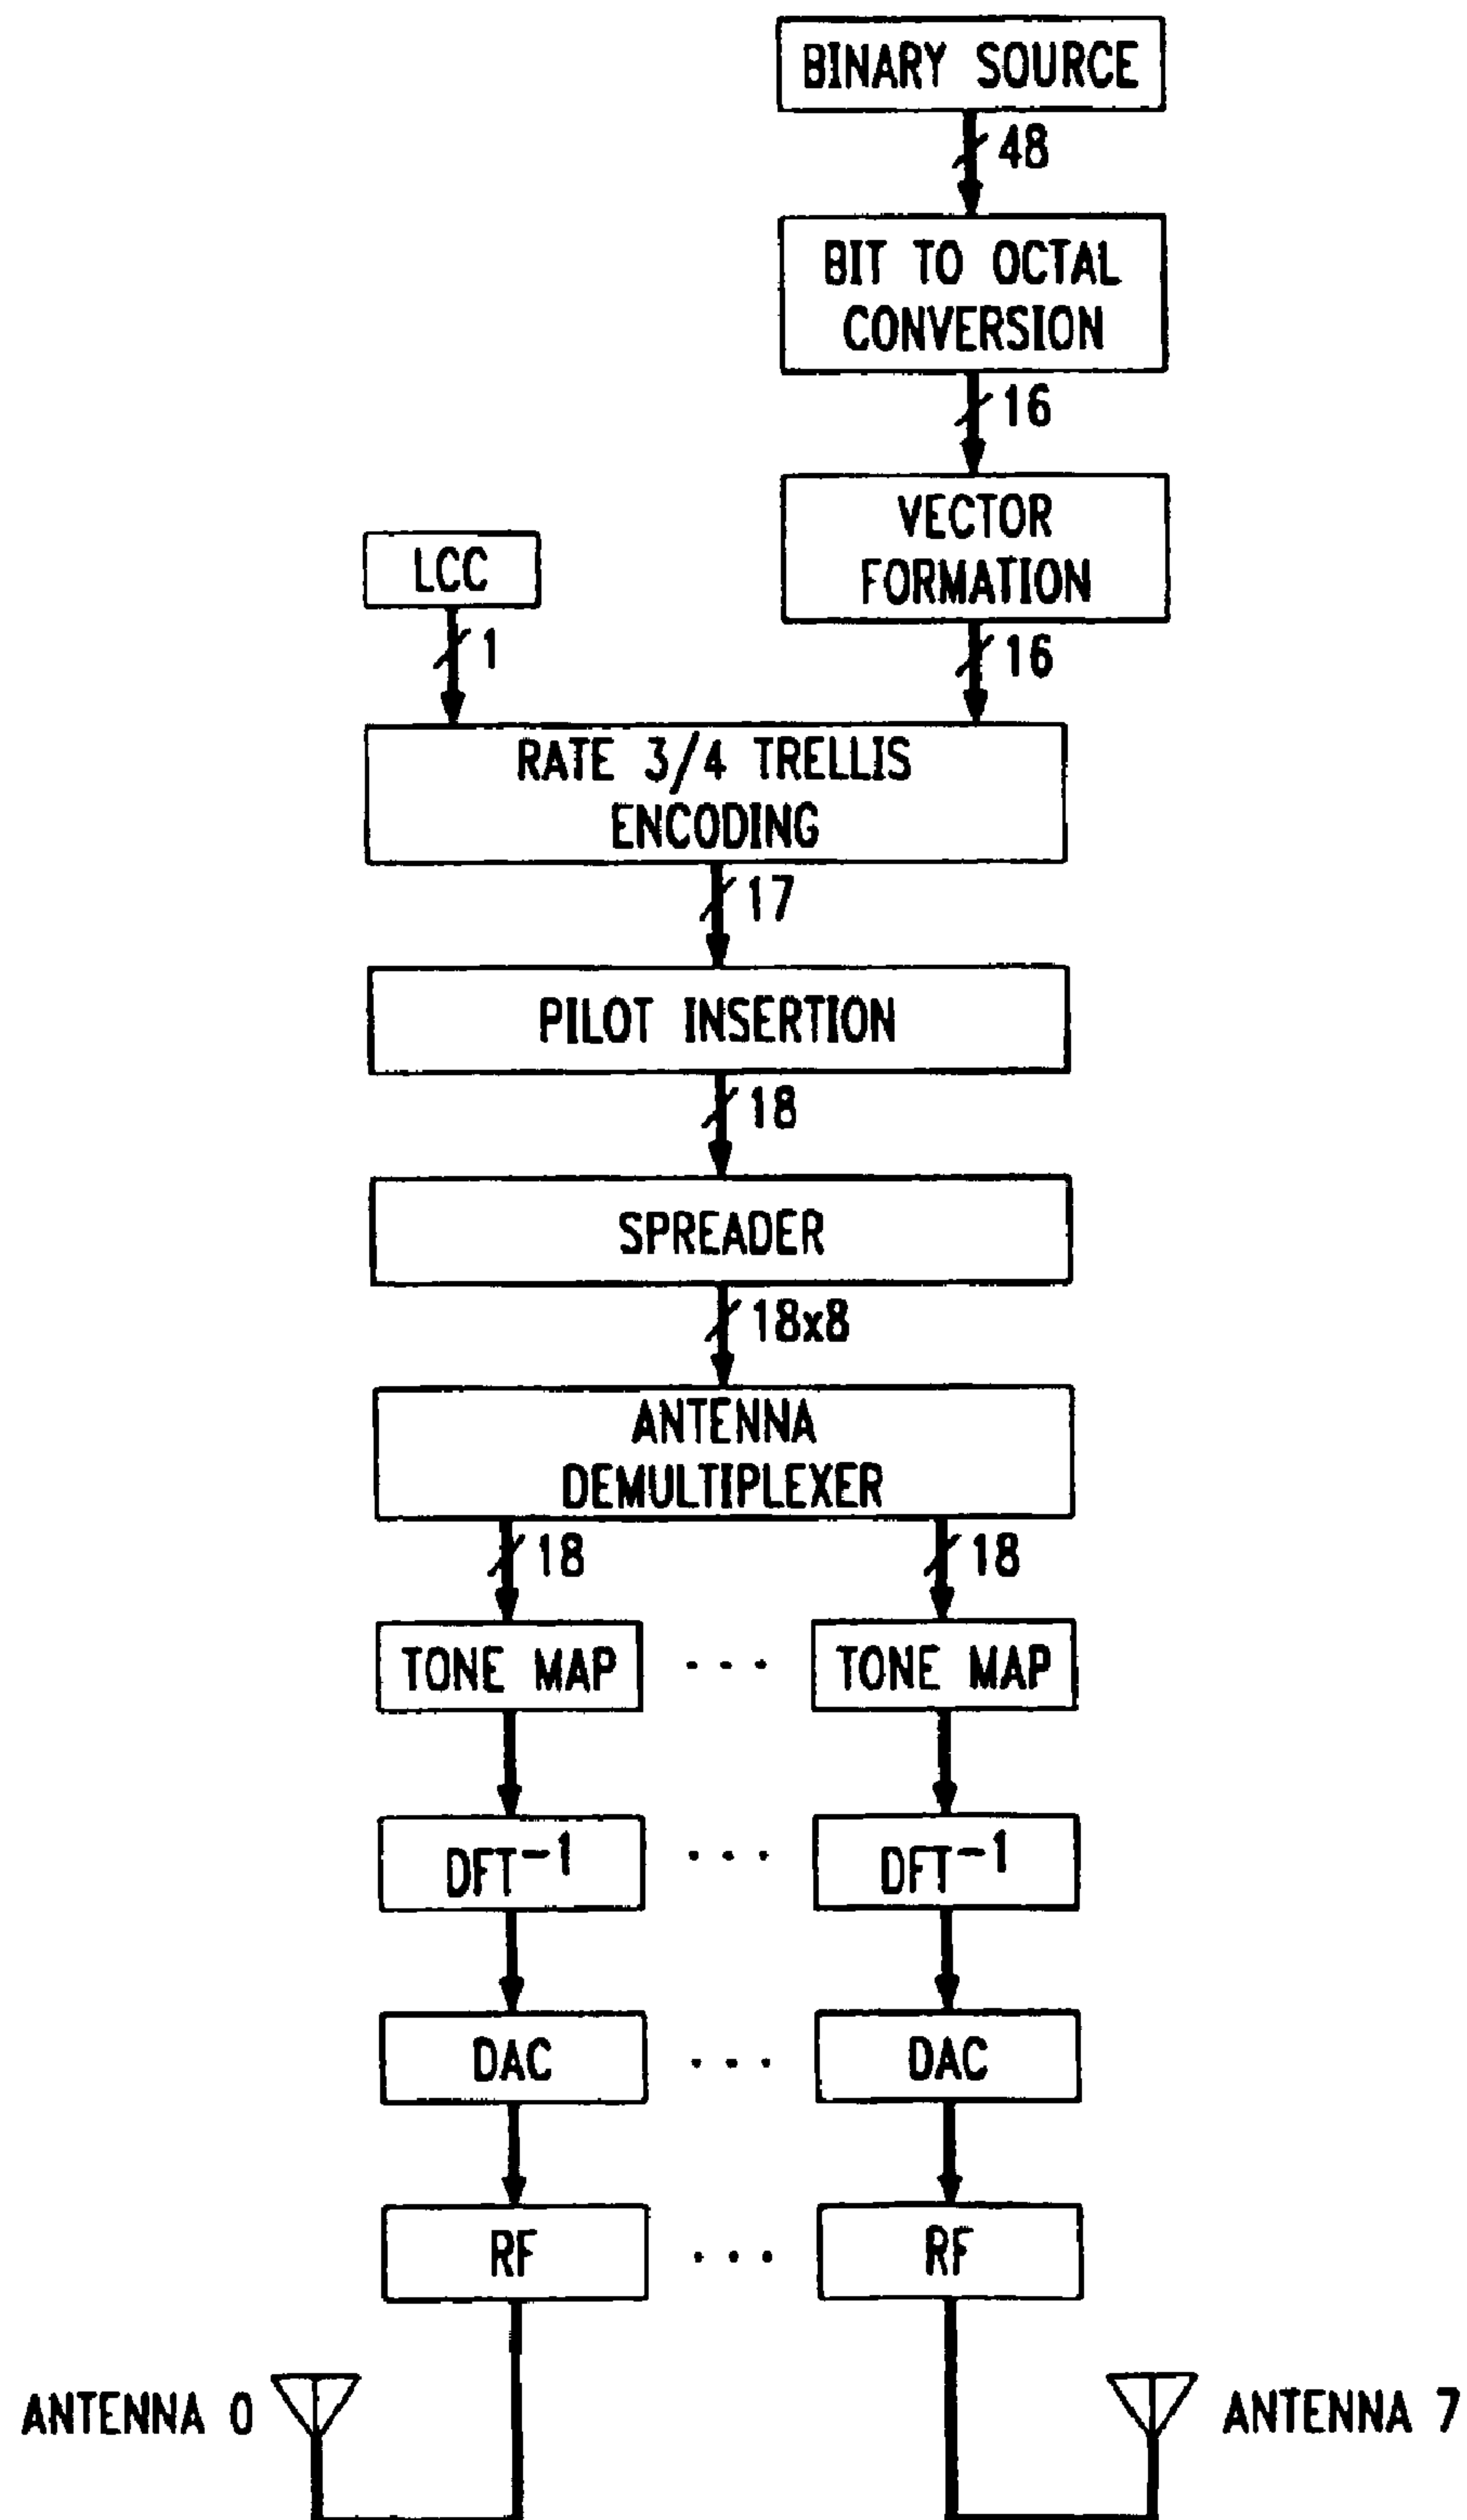 BINARY SOURCE
48
BIT TO OCTAL
CONVERSION
16
VECTOR
FORMATION
LCC
1
16
RATE 3/4 TRELLIS
ENCODING
17
PILOT INSERTION
18
SPREADER
18x8
ANTENNA
DEMULTIPLEXER
18
18
TONE MAP
...
TONE MAP
DFT⁻¹
...
DFT⁻¹
DAC
...
DAC
RF
...
RF
ANTENNA 0
ANTENNA 7